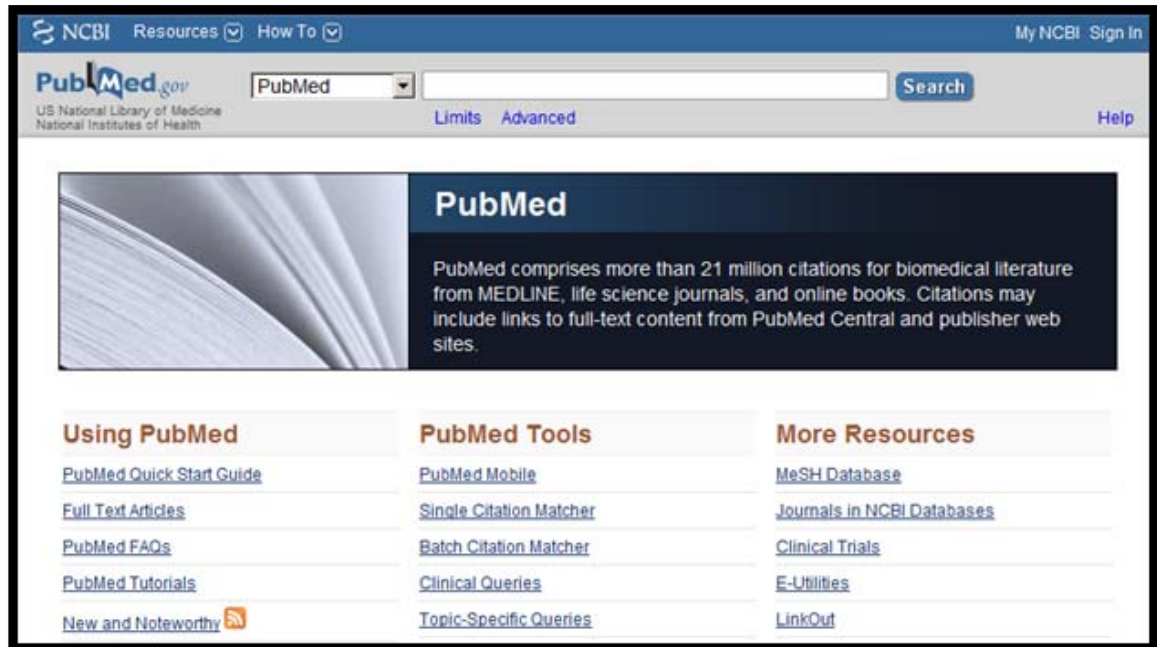 NCBI Resources How To My NCBI Sign In
PubMed.gov PubMed Search
US National Library of Medicine
National Institutes of Health
Limits Advanced Help
PubMed
PubMed comprises more than 21 million citations for biomedical literature
from MEDLINE, life science journals, and online books. Citations may
include links to full-text content from PubMed Central and publisher web
sites.
Using PubMed
PubMed Quick Start Guide
Full Text Articles
PubMed FAQs
PubMed Tutorials
New and Noteworthy
PubMed Tools
PubMed Mobile
Single Citation Matcher
Batch Citation Matcher
Clinical Queries
Topic-Specific Queries
More Resources
MeSH Database
Journals in NCBI Databases
Clinical Trials
E-Utilities
LinkOut